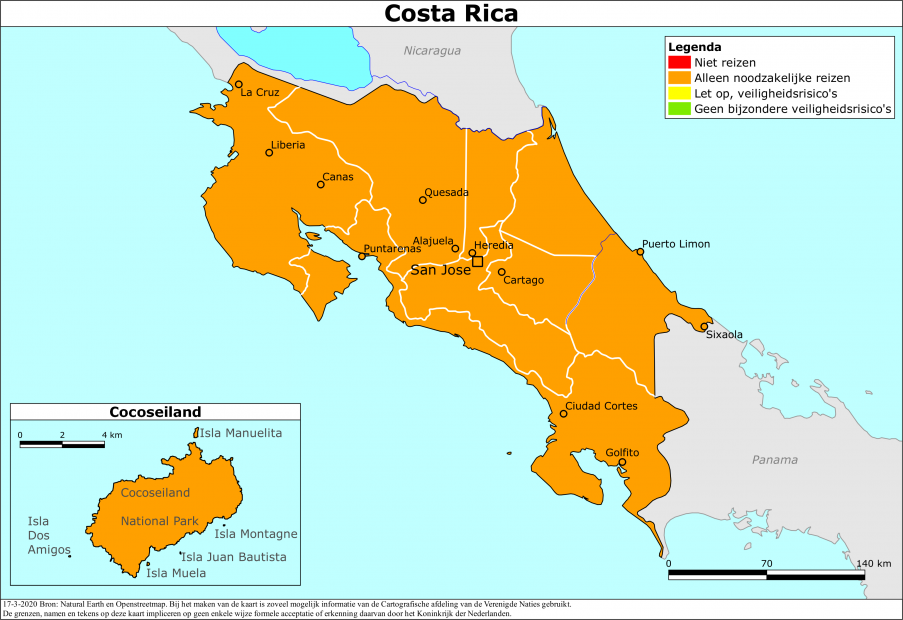 Costa Rica
Nicaragua
Legenda
Niet reizen
Alleen noodzakelijke reizen
Let op, veiligheidsrisico's
Geen bijzondere veiligheidsrisico's
La Cruz
Liberia
Canas
Quesada
Alajuela
Heredia
Puntarenas
San Jose
Cartago
Puerto Limon
Sixaola
Ciudad Cortes
Golfito
Panama
Cocoseiland
0 2 4 km
Isla Manuelita
Cocoseiland
National Park
Isla
Dos
Amigos
Isla Montagne
Isla Juan Bautista
Isla Muela
0 70 140 km
17-3-2020 Bron: Natural Earth en Openstreetmap. Bij het maken van de kaart is zoveel mogelijk informatie van de Cartografische afdeling van de Verenigde Naties gebruikt.
De grenzen, namen en tekens op deze kaart impliceren op geen enkele wijze formele acceptatie of erkenning daarvan door het Koninkrijk der Nederlanden.